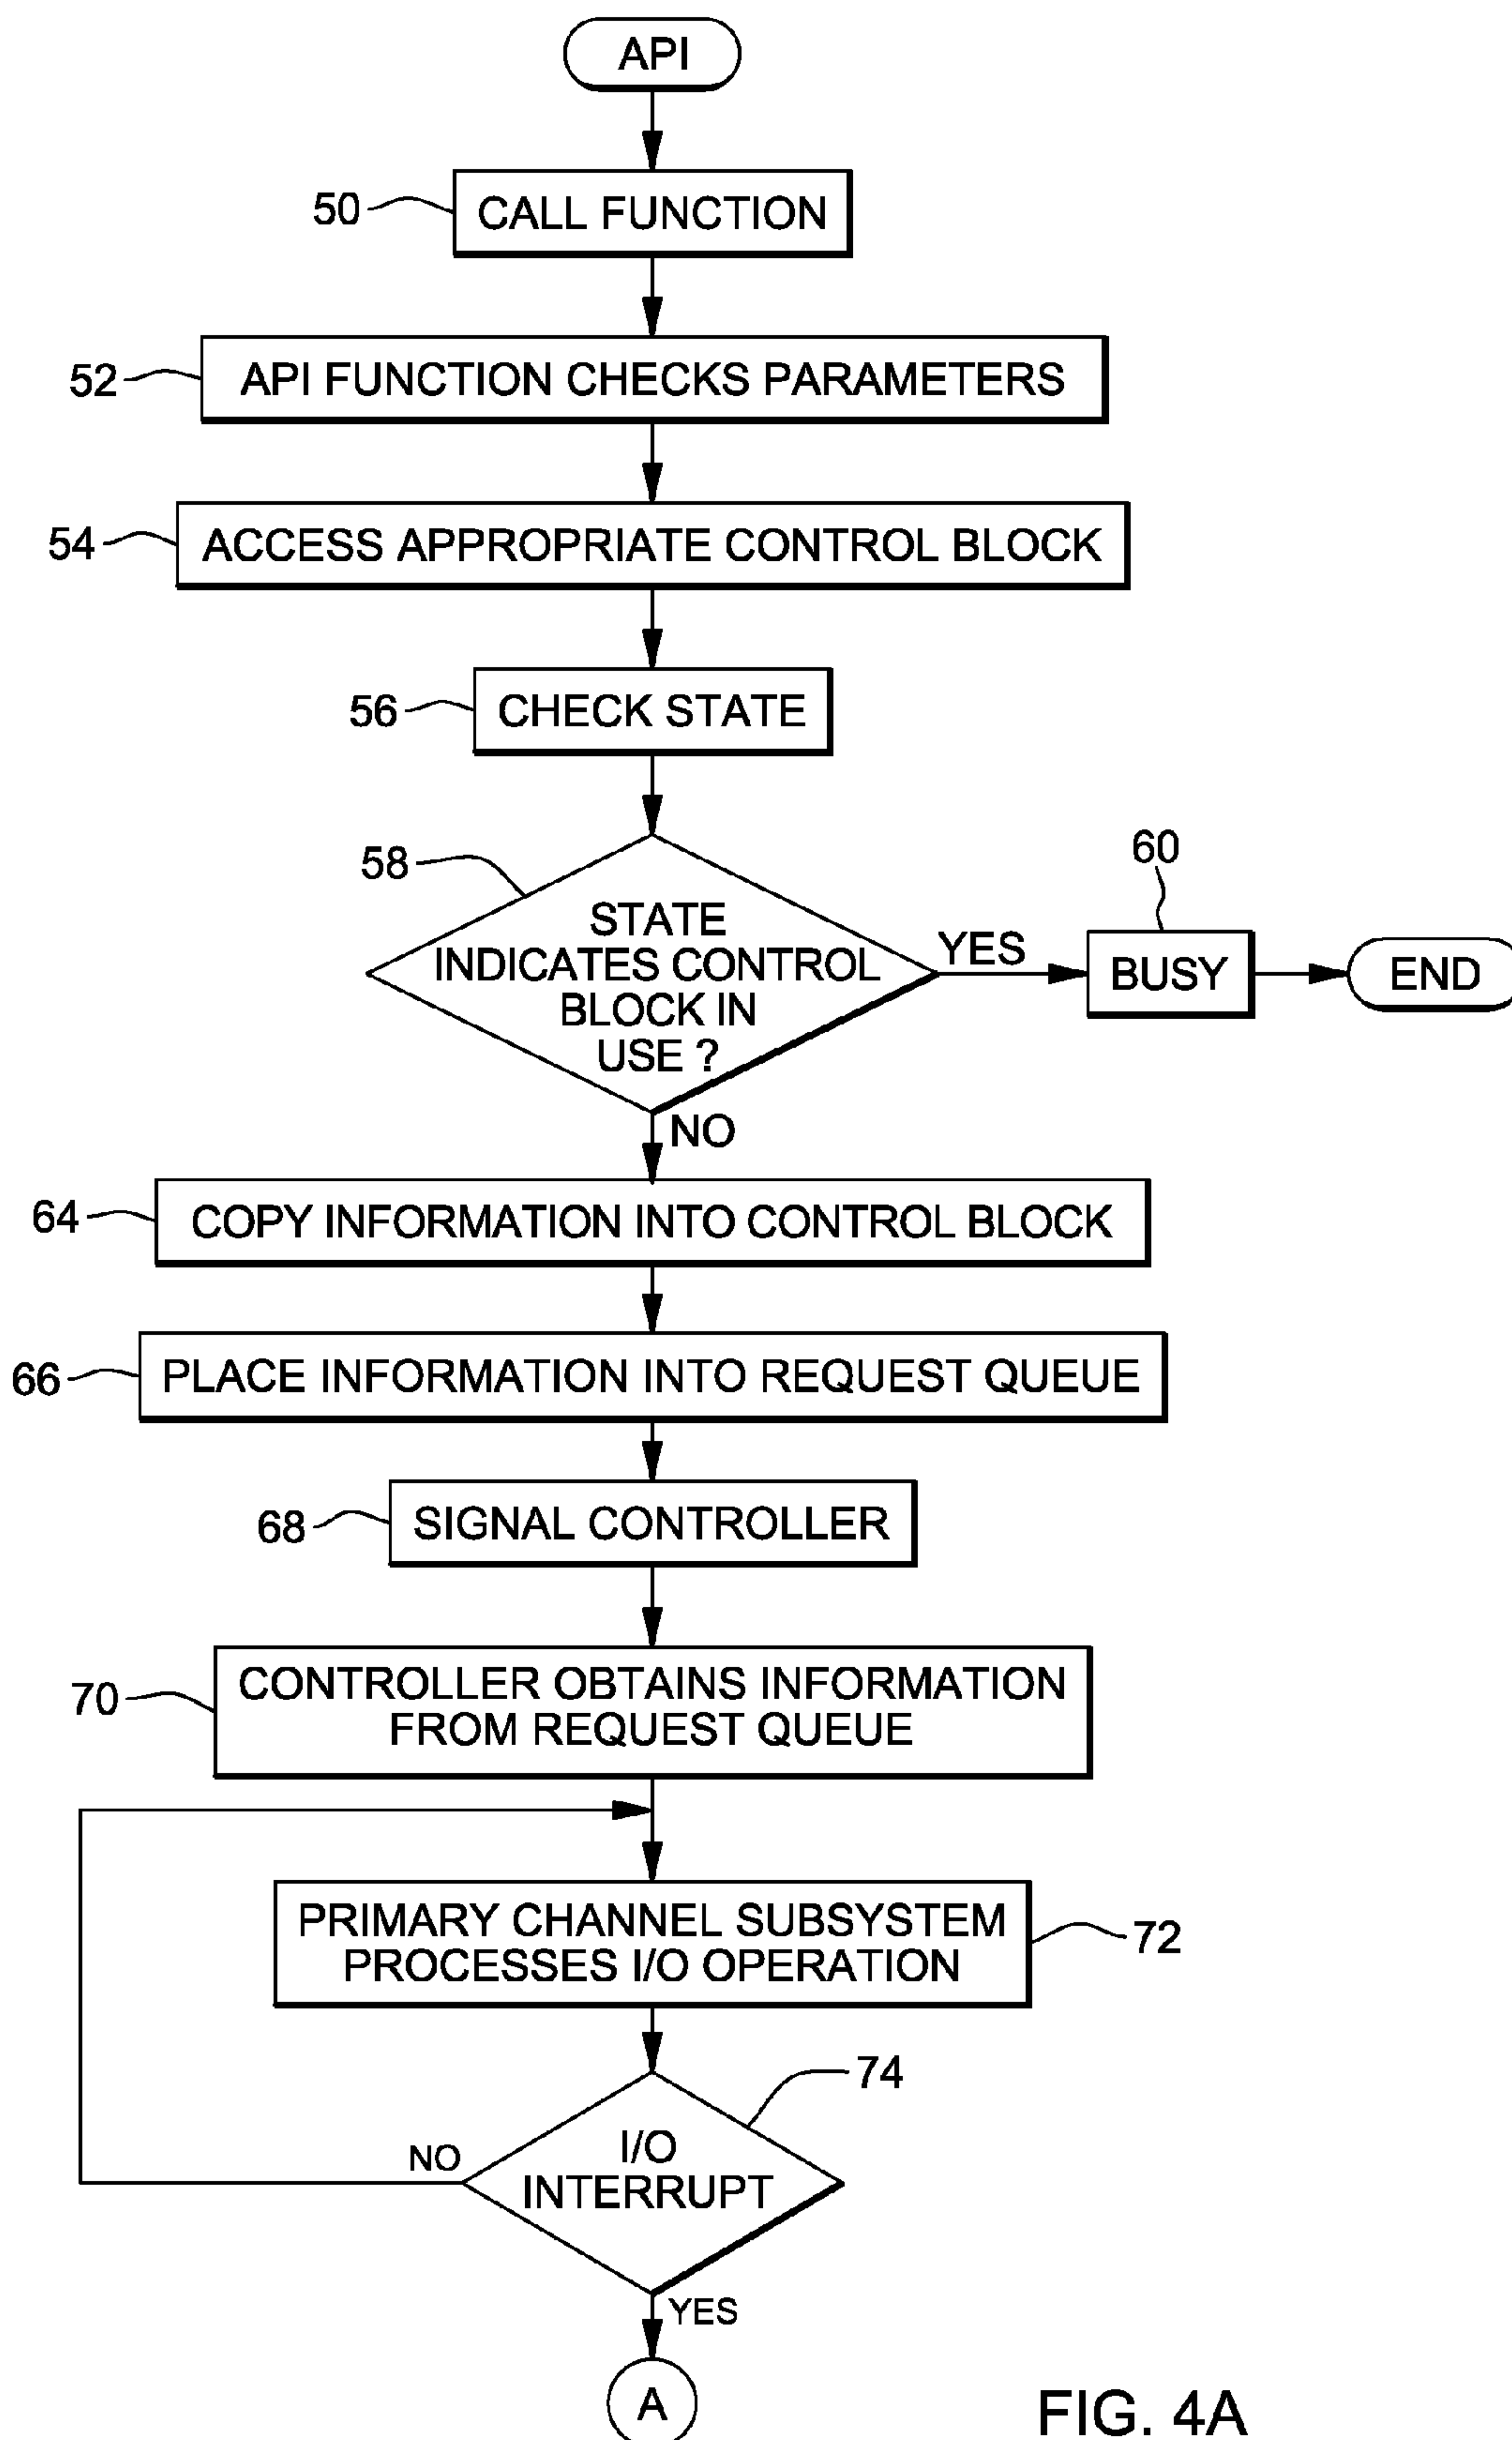 API
50
CALL FUNCTION
52
API FUNCTION CHECKS PARAMETERS
54
ACCESS APPROPRIATE CONTROL BLOCK
56
CHECK STATE
58
STATE
INDICATES CONTROL
BLOCK IN
USE ?
YES
60
BUSY
END
NO
64
COPY INFORMATION INTO CONTROL BLOCK
66
PLACE INFORMATION INTO REQUEST QUEUE
68
SIGNAL CONTROLLER
70
CONTROLLER OBTAINS INFORMATION
FROM REQUEST QUEUE
PRIMARY CHANNEL SUBSYSTEM
PROCESSES I/O OPERATION
72
74
NO
I/O
INTERRUPT
YES
A
FIG. 4A